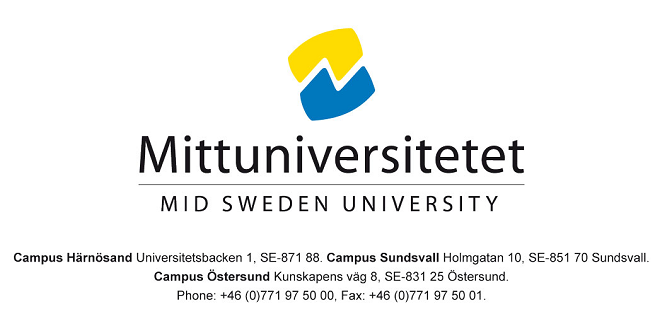 Mittuniversitetet
MID SWEDEN UNIVERSITY
Campus Härnösand Universitetsbacken 1, SE-871 88. Campus Sundsvall Holmgatan 10, SE-851 70 Sundsvall.
Campus Östersund Kunskapens väg 8, SE-831 25 Östersund.
Phone: +46 (0)771 97 50 00, Fax: +46 (0)771 97 50 01.